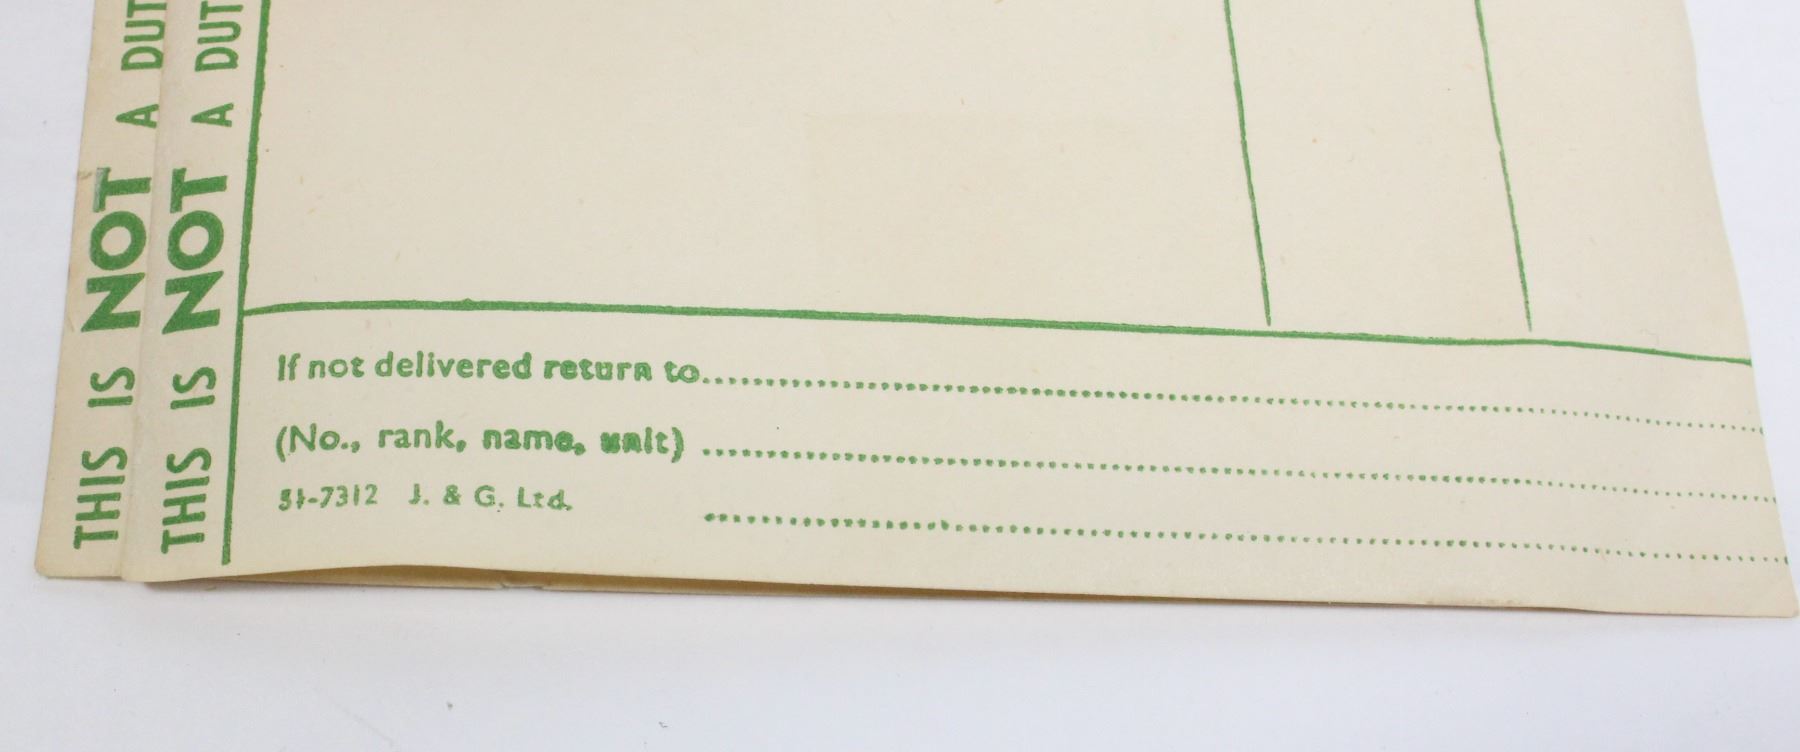 THIS IS NOT A DUT
THIS IS NOT A DUT
If not delivered return to
(No., rank, name, unit)
51-7312 J. & G. Ltd.